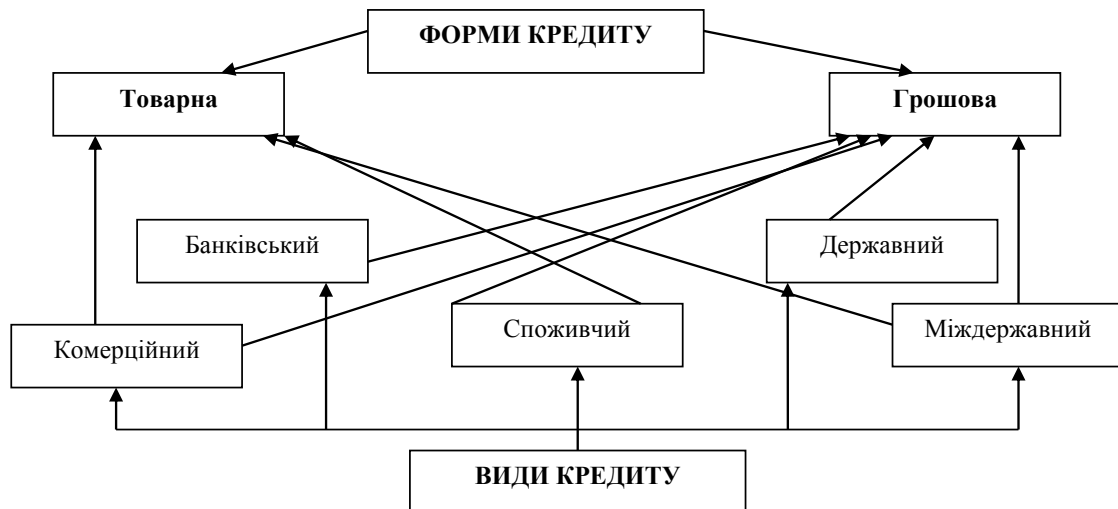 ФОРМИ КРЕДИТУ
Товарна
Грошова
Банківський
Державний
Комерційний
Споживчий
Міждержавний
ВИДИ КРЕДИТУ